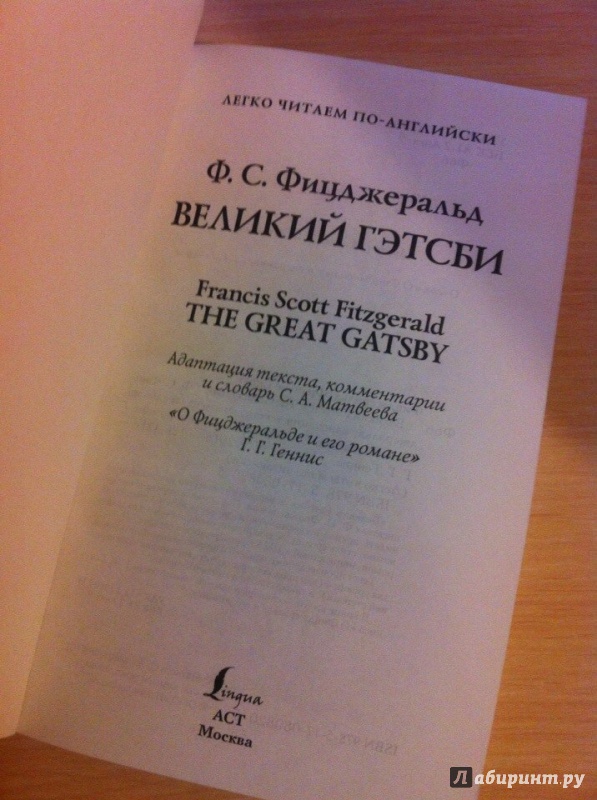 ЛЕГКО ЧИТАЕМ ПО-АНГЛИЙСКИ
Ф. С. Фицджеральд
ВЕЛИКИЙ ГЭТСБИ
Francis Scott Fitzgerald
THE GREAT GATSBY
Адаптация текста, комментарии
и словарь С. А. Матвеева
«О Фицджеральде и его романе»
Г. Г. Геннис
Lingua
АСТ
Москва
Лабиринт.ру